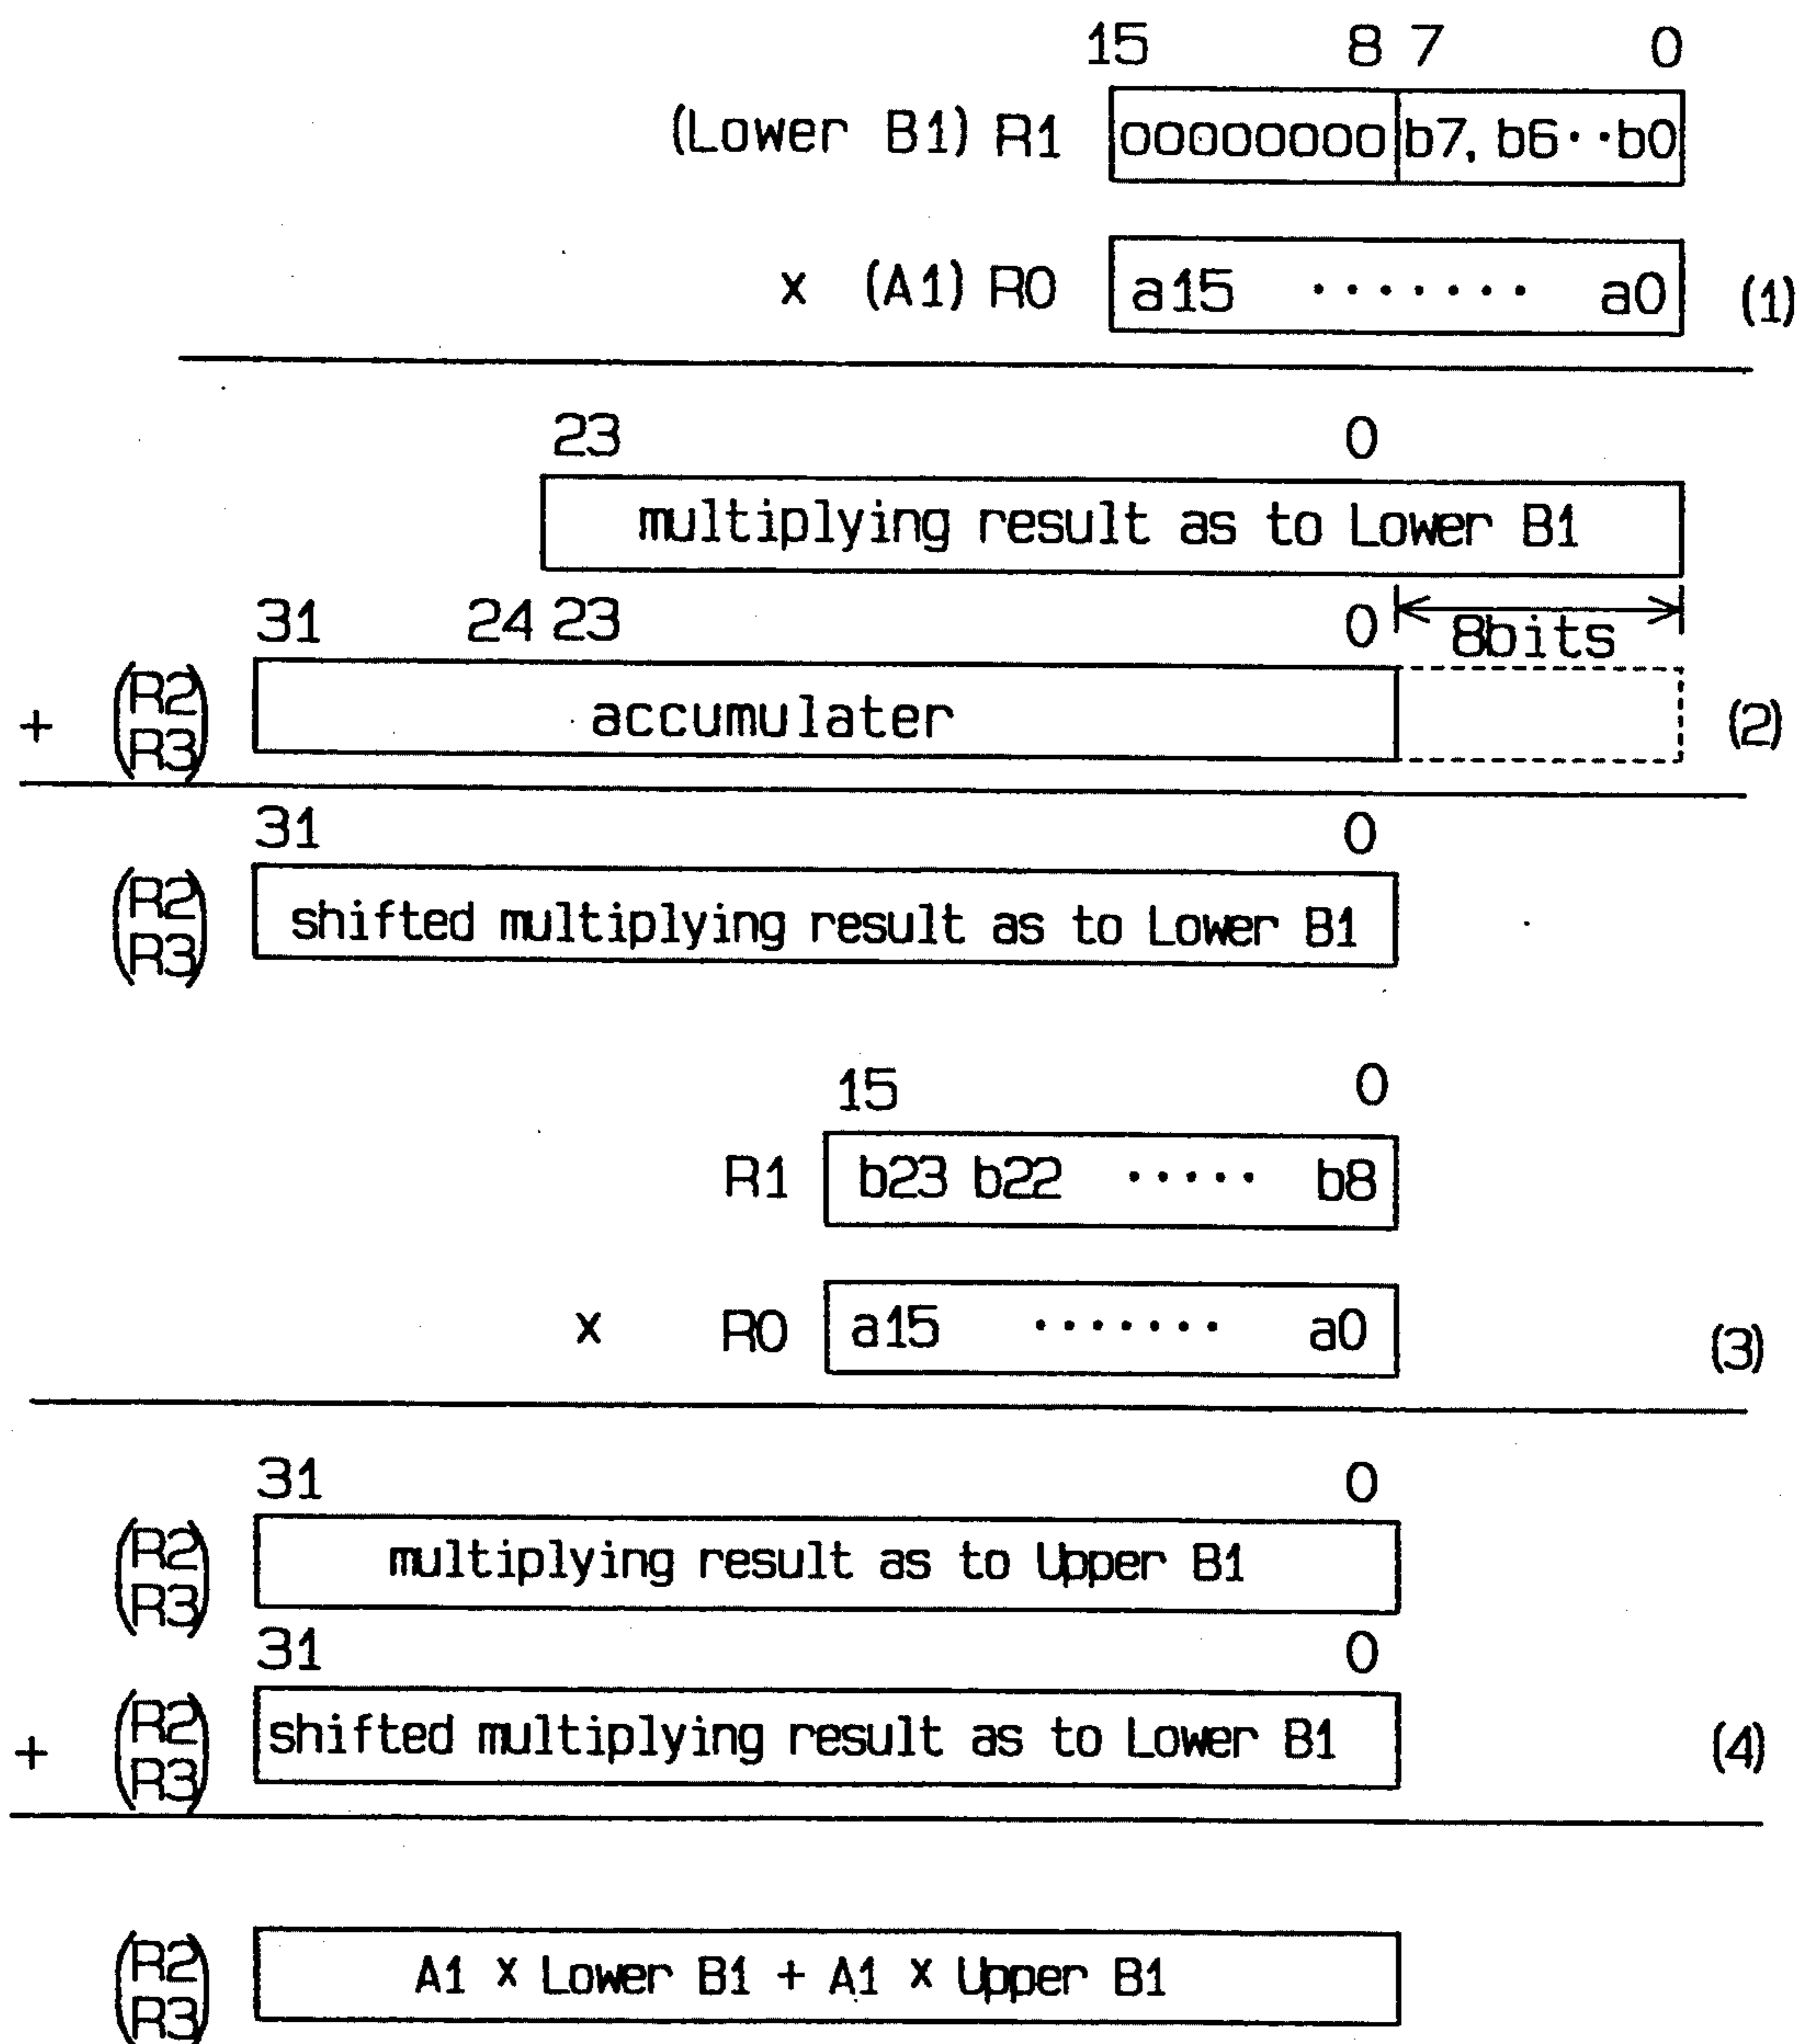 15 8 7 0
(Lower B1) R1 00000000 b7, b6··b0
x (A1) R0 a15 ······· a0 (1)
23 0
multiplying result as to Lower B1
31 24 23 0 8bits
+ (R2 R3) accumulater (2)
31 0
(R2 R3) shifted multiplying result as to Lower B1
15 0
R1 b23 b22 ····· b8
x R0 a15 ······· a0 (3)
31 0
(R2 R3) multiplying result as to Upper B1
31 0
+ (R2 R3) shifted multiplying result as to Lower B1 (4)
(R2 R3) A1 x Lower B1 + A1 x Upper B1